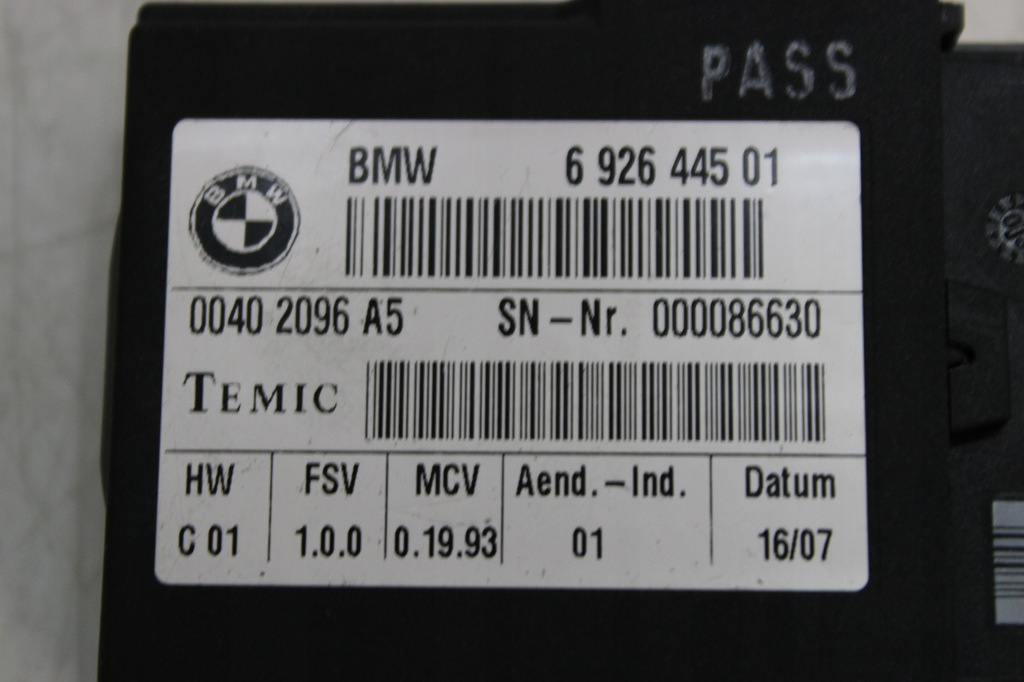 PASS
BMW 6 926 445 01
BMW
0040 2096 A5 SN-Nr. 000086630
TEMIC
HW FSV MCV Aend.-Ind. Datum
C 01 1.0.0 0.19.93 01 16/07